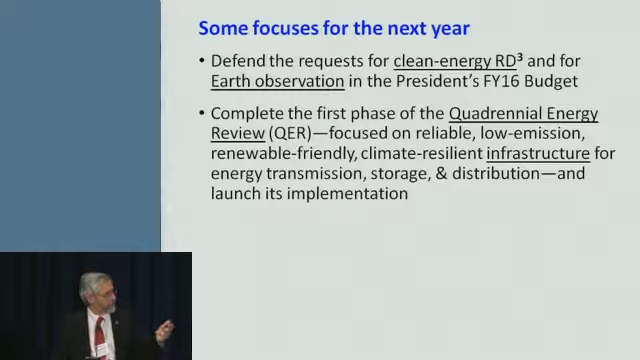 Some focuses for the next year
• Defend the requests for clean-energy RD³ and for
Earth observation in the President's FY16 Budget
• Complete the first phase of the Quadrennial Energy
Review (QER)—focused on reliable, low-emission,
renewable-friendly, climate-resilient infrastructure for
energy transmission, storage, & distribution—and
launch its implementation